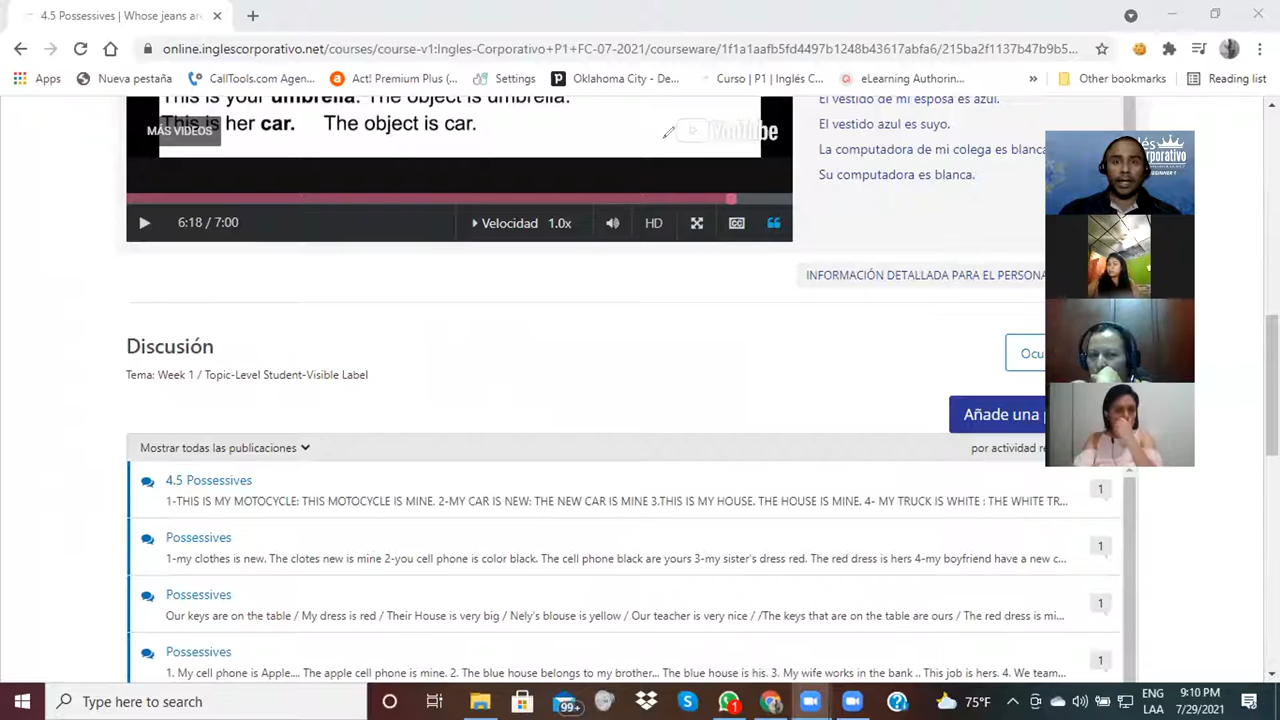 4.5 Possessives | Whose jeans are
online.inglescorporativo.net/courses/course-v1:Ingles-Corporativo+P1+FC-07-2021/courseware/1f1a1aafb5fd4497b1248b43617abfa6/215ba2f1137b47b9b5...
Apps Nueva pestaña CallTools.com Agen... Act! Premium Plus (... Settings Oklahoma City - De... Curso | P1 | Inglés C... eLearning Authorin... » Other bookmarks Reading list
This is your umbrella. The object is umbrella.
This is her car. The object is car.
MÁS VIDEOS
YouTube
6:18 / 7:00 Velocidad 1.0x HD
El vestido de mi esposa es azul.
El vestido azul es suyo.
La computadora de mi colega es blanca
Su computadora es blanca.
INFORMACIÓN DETALLADA PARA EL PERSONA
Discusión
Ocu
Tema: Week 1 / Topic-Level Student-Visible Label
Añade una
Mostrar todas las publicaciones por actividad re
4.5 Possessives
1-THIS IS MY MOTOCYCLE: THIS MOTOCYCLE IS MINE. 2-MY CAR IS NEW: THE NEW CAR IS MINE 3.THIS IS MY HOUSE. THE HOUSE IS MINE. 4- MY TRUCK IS WHITE : THE WHITE TR... 1
Possessives
1-my clothes is new. The clotes new is mine 2-you cell phone is color black. The cell phone black are yours 3-my sister's dress red. The red dress is hers 4-my boyfriend have a new c... 1
Possessives
Our keys are on the table / My dress is red / Their House is very big / Nely's blouse is yellow / Our teacher is very nice / /The keys that are on the table are ours / The red dress is mi... 1
Possessives
1. My cell phone is Apple.... The apple cell phone is mine. 2. The blue house belongs to my brother... The blue house is his. 3. My wife works in the bank .. This job is hers. 4. We team... 1
Type here to search 99+ 1 75°F ENG LAA 9:10 PM 7/29/2021